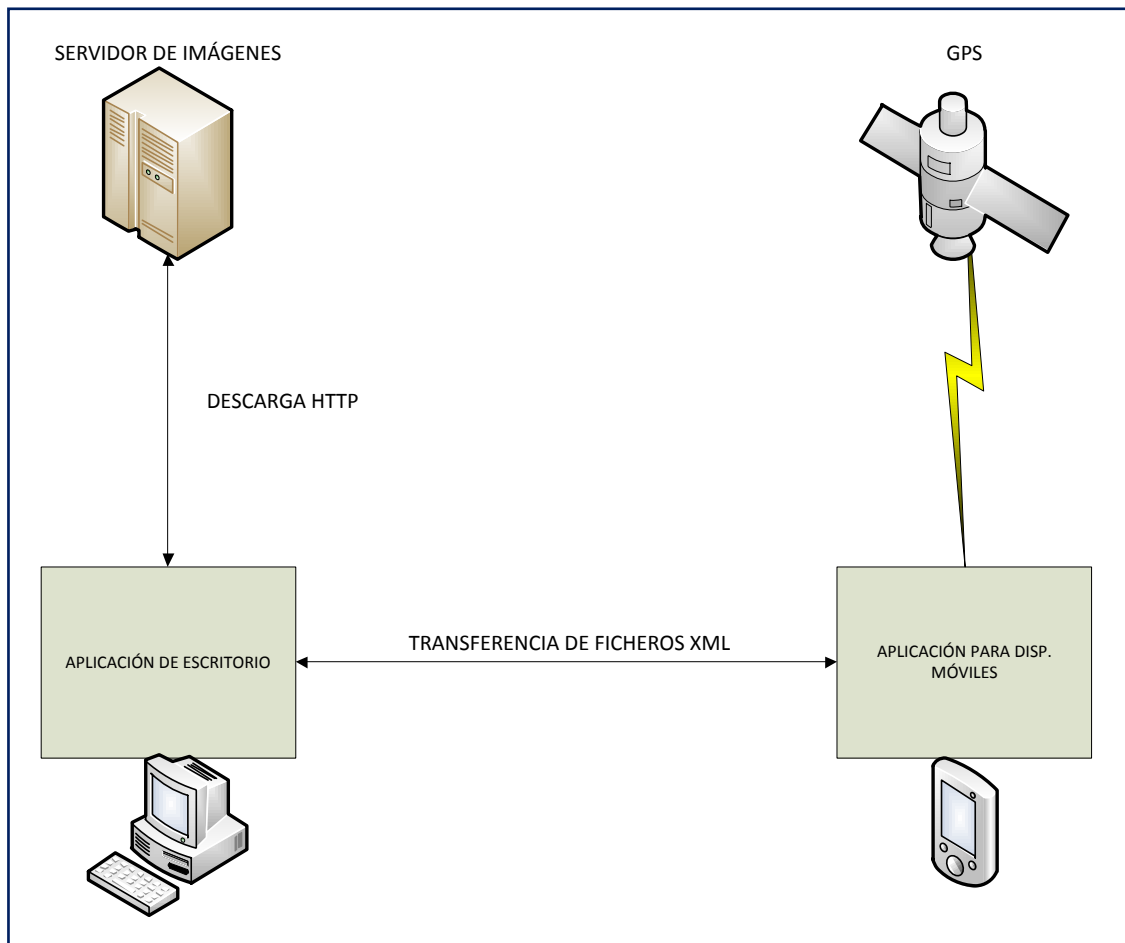 SERVIDOR DE IMÁGENES
GPS
DESCARGA HTTP
TRANSFERENCIA DE FICHEROS XML
APLICACIÓN DE ESCRITORIO
APLICACIÓN PARA DISP.
MÓVILES